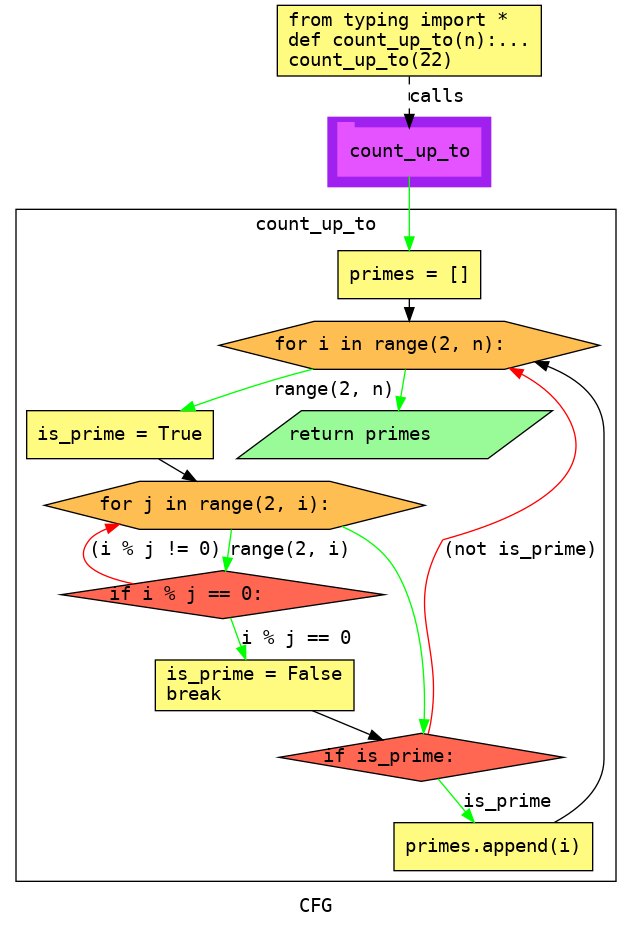 from typing import *
def count_up_to(n):...
count_up_to(22)
calls
count_up_to
count_up_to
primes = []
for i in range(2, n):
range(2, n)
is_prime = True
return primes
for j in range(2, i):
(i % j != 0)
range(2, i)
(not is_prime)
if i % j == 0:
i % j == 0
is_prime = False
break
if is_prime:
is_prime
primes.append(i)
CFG